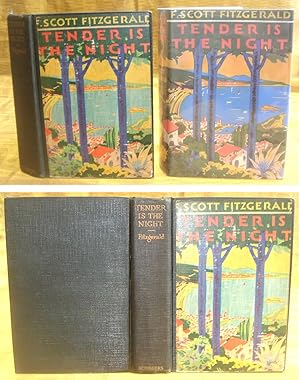 F. SCOTT FITZGERALD
TENDER IS
THE NIGHT
F. SCOTT FITZGERALD
TENDER IS
THE NIGHT
TENDER
IS THE
NIGHT
Fitzgerald
SCRIBNERS
F. SCOTT FITZGERALD
TENDER IS
THE NIGHT